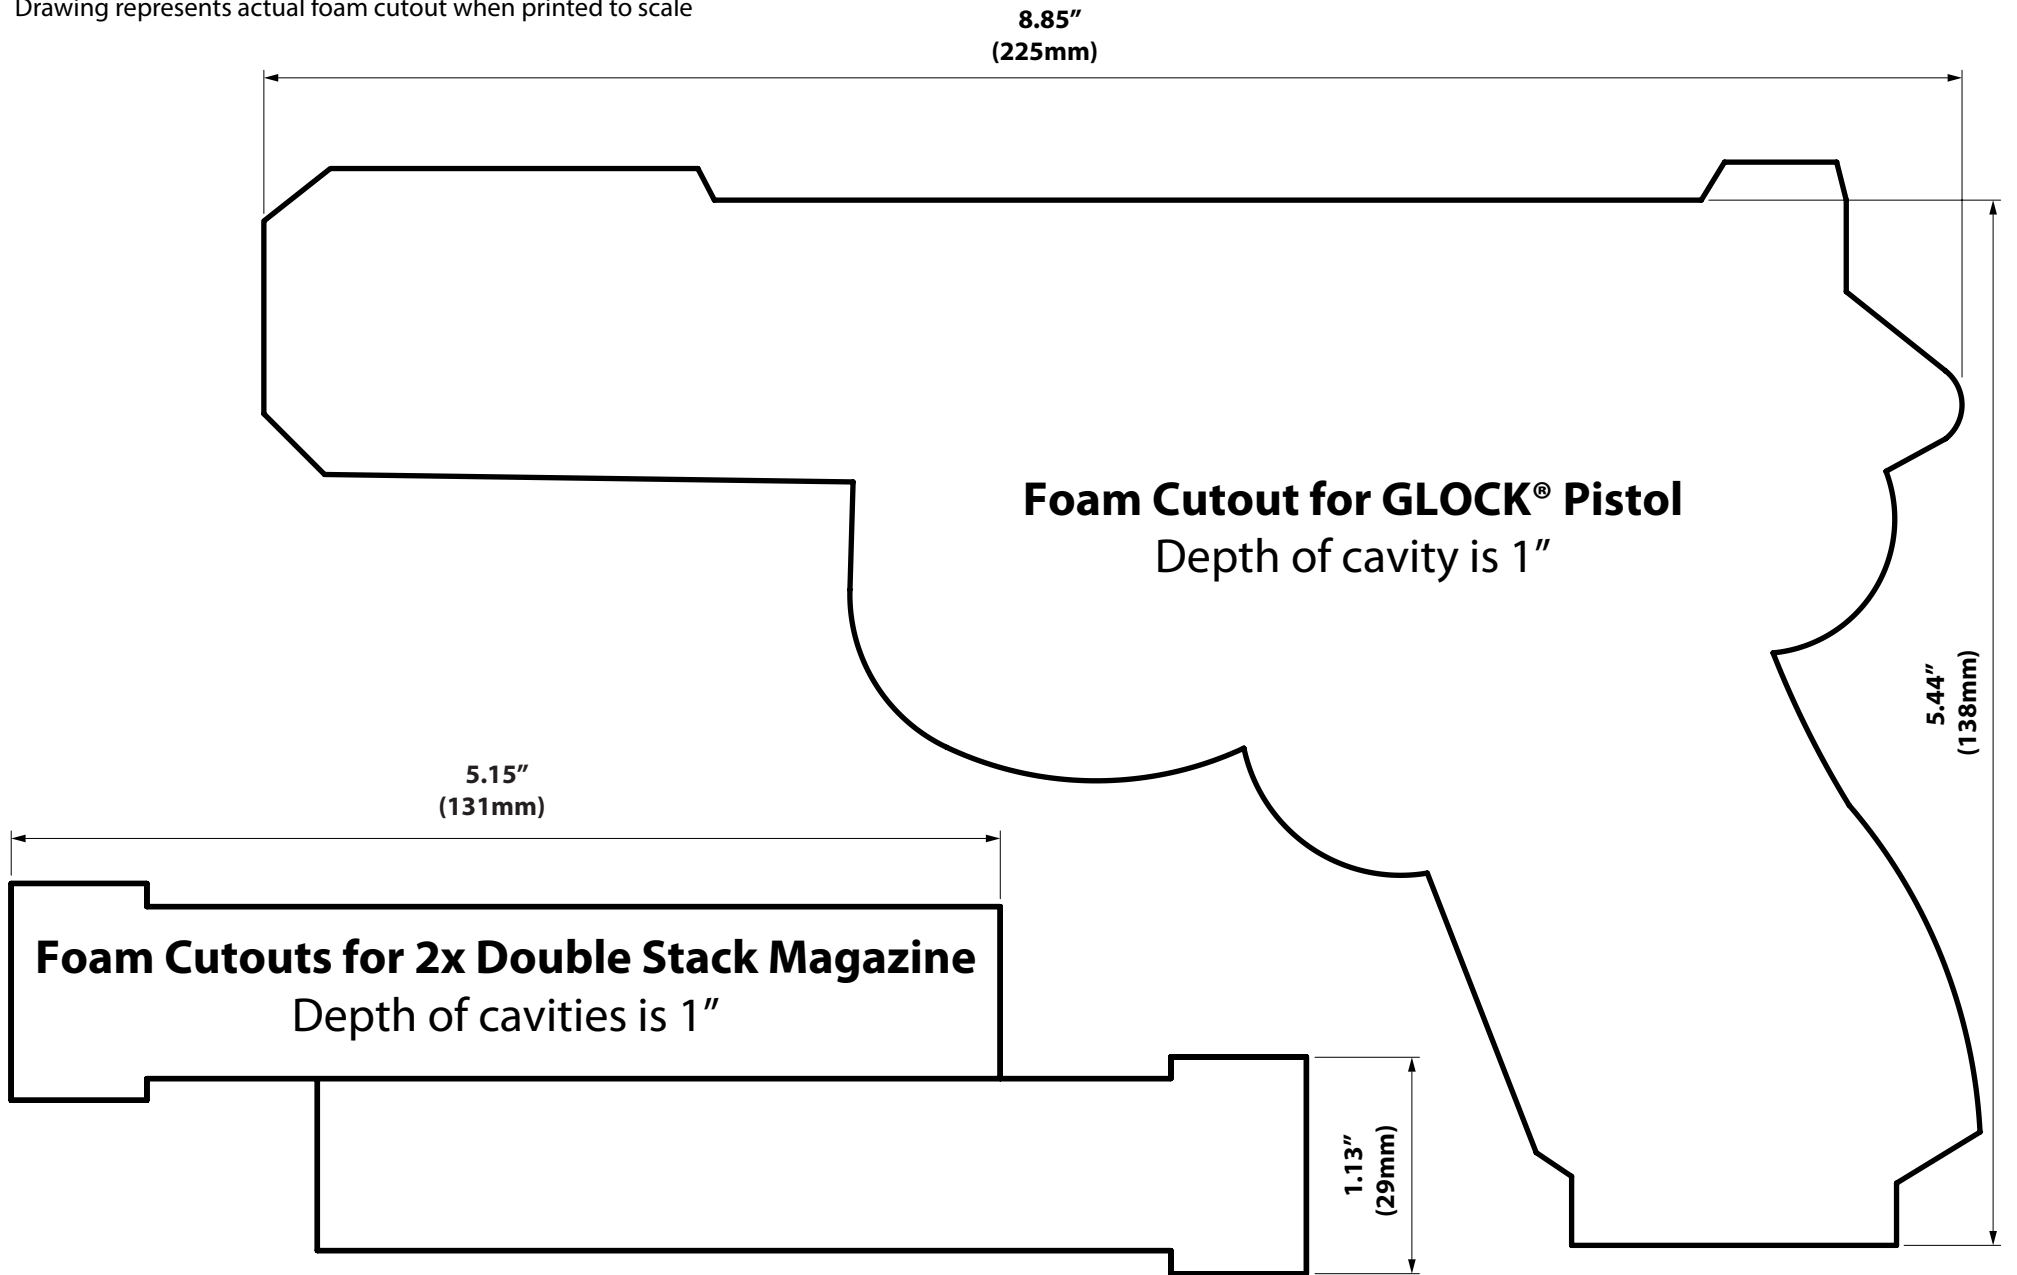 Drawing represents actual foam cutout when printed to scale
8.85″
(225mm)
Foam Cutout for GLOCK® Pistol
Depth of cavity is 1″
5.44″
(138mm)
5.15″
(131mm)
Foam Cutouts for 2x Double Stack Magazine
Depth of cavities is 1″
1.13″
(29mm)